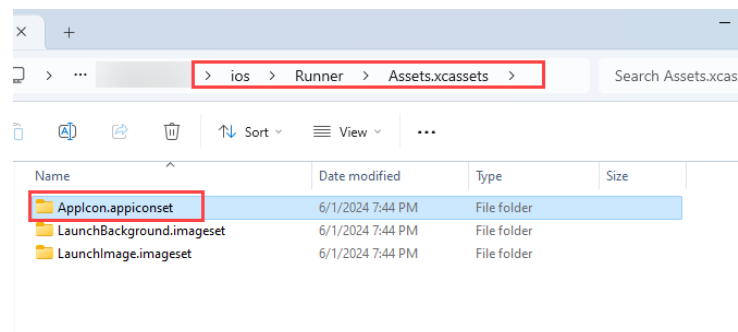 ios > Runner > Assets.xcassets > Search Assets.xcas
Sort View
Name Date modified Type Size
AppIcon.appiconset 6/1/2024 7:44 PM File folder
LaunchBackground.imageset 6/1/2024 7:44 PM File folder
LaunchImage.imageset 6/1/2024 7:44 PM File folder